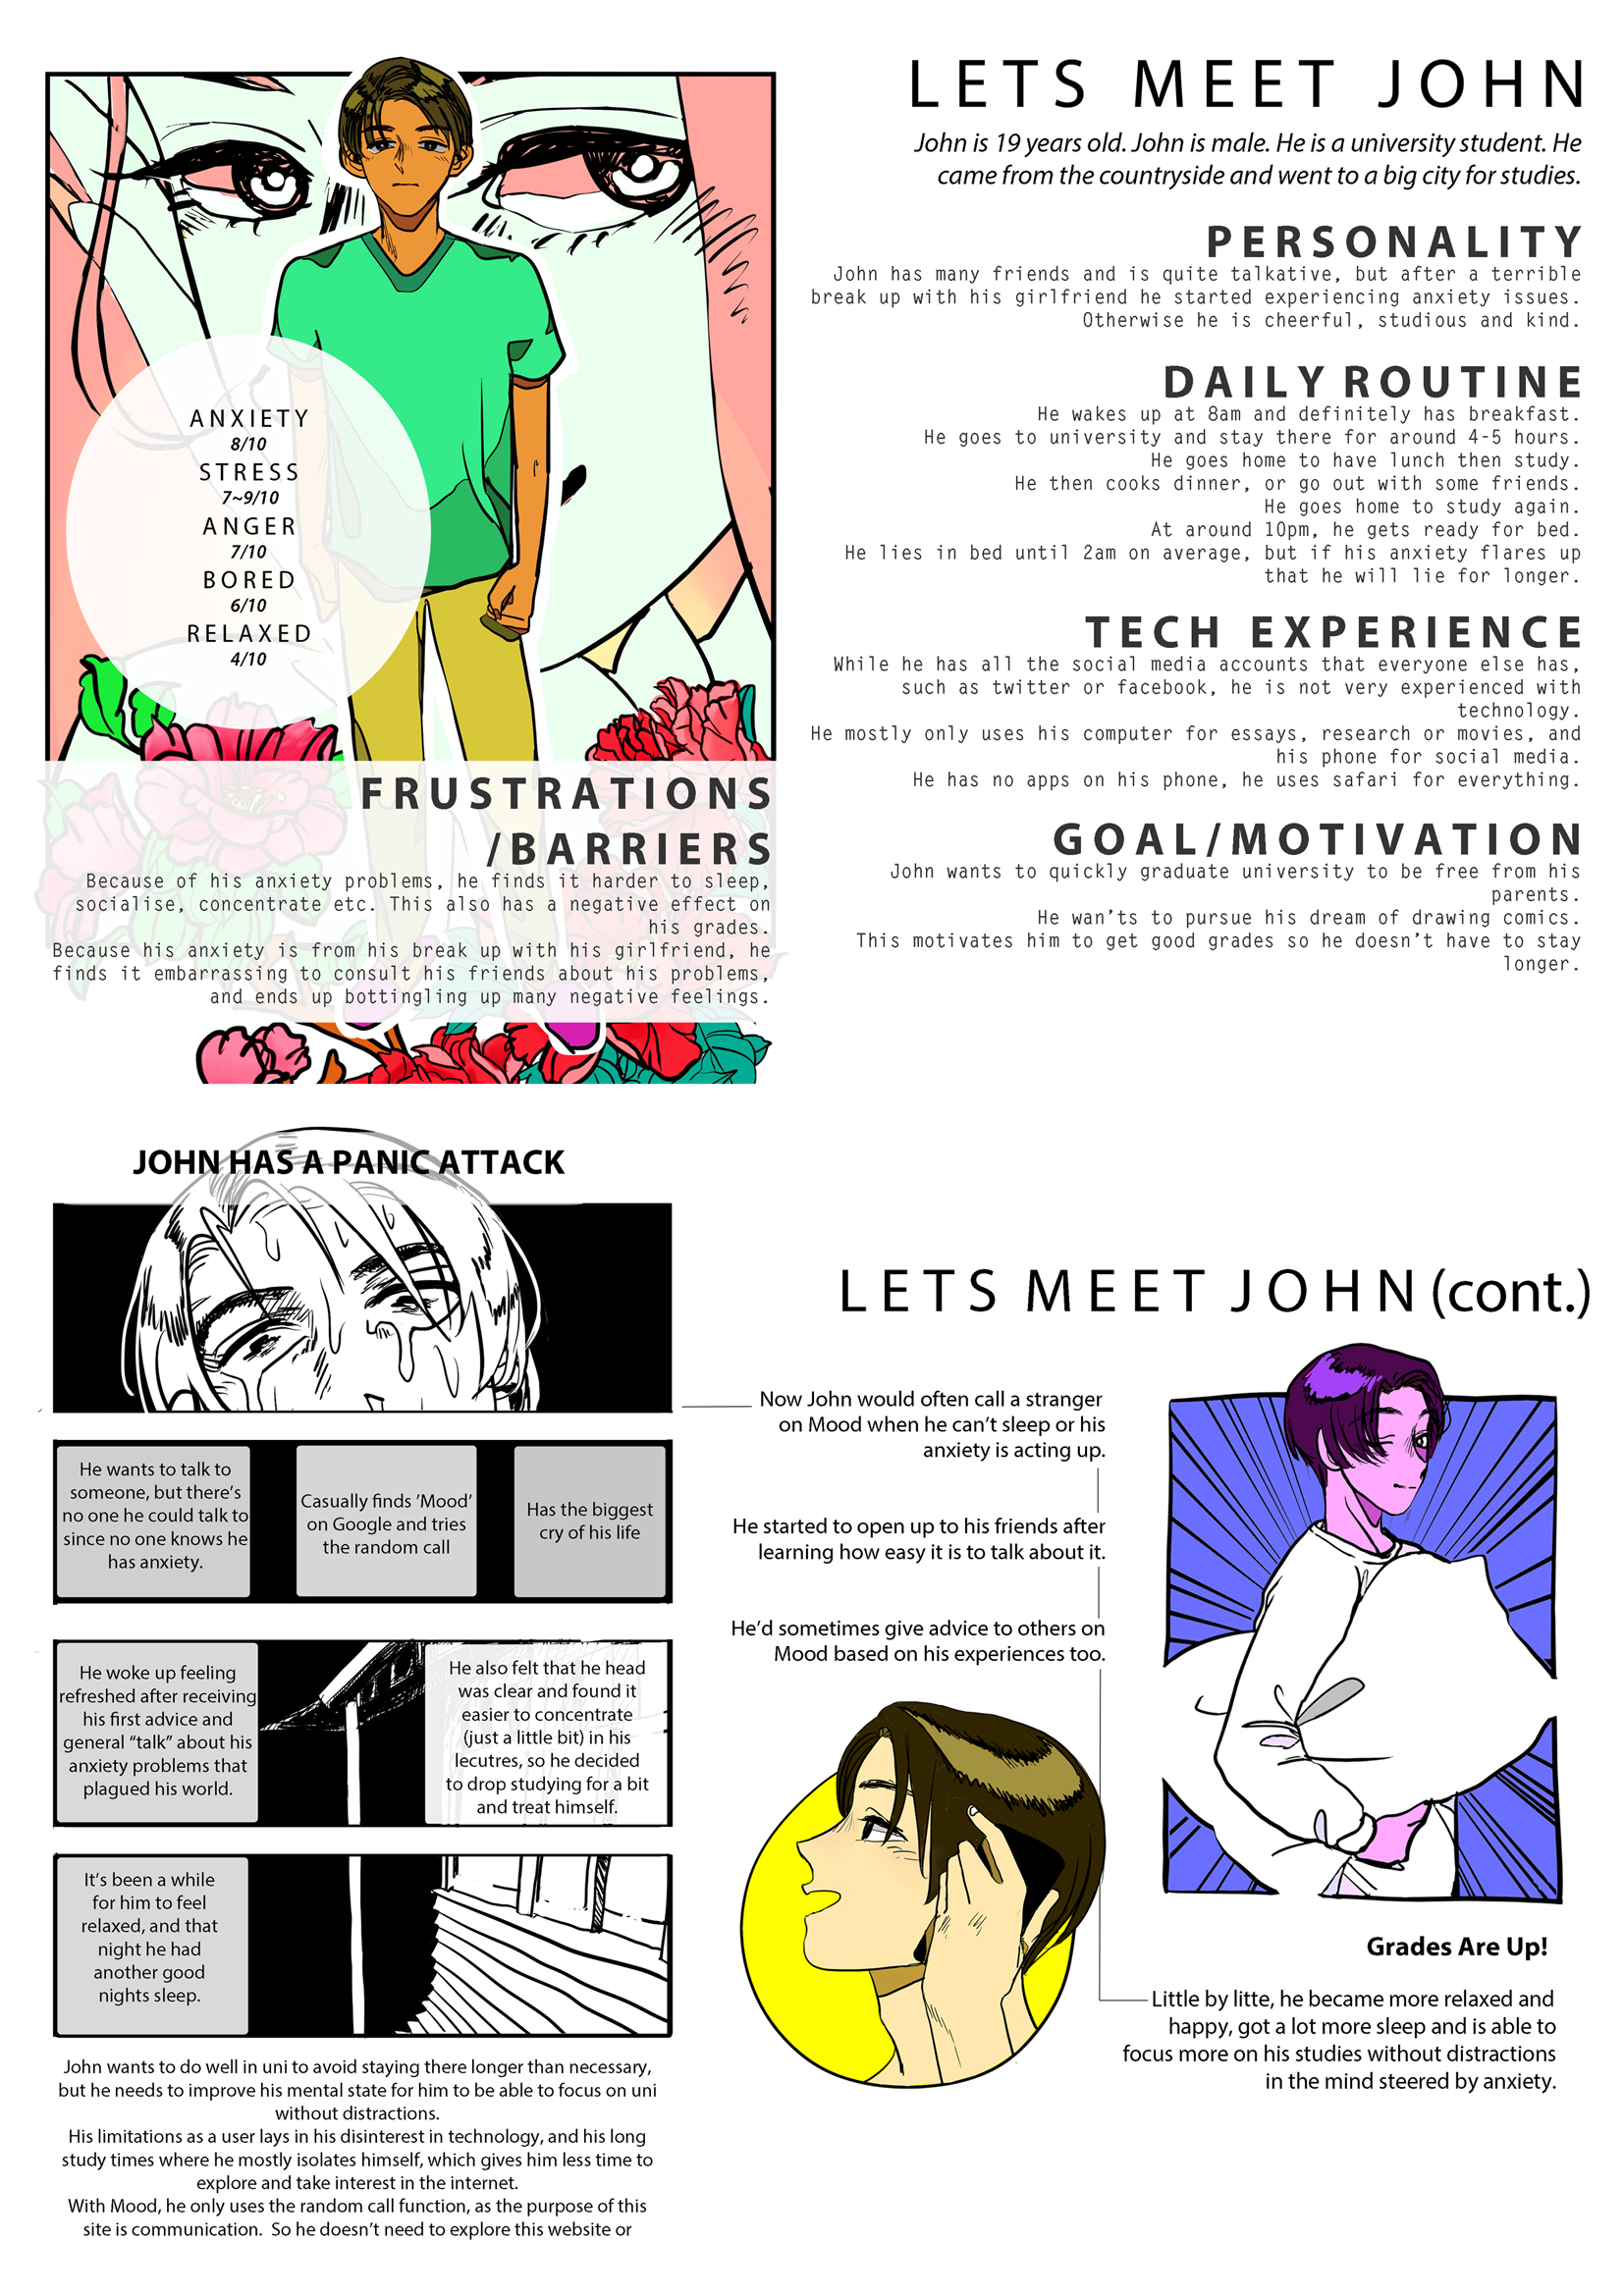 LETS MEET JOHN
John is 19 years old. John is male. He is a university student. He
came from the countryside and went to a big city for studies.
PERSONALITY
John has many friends and is quite talkative, but after a terrible
break up with his girlfriend he started experiencing anxiety issues.
Otherwise he is cheerful, studious and kind.
DAILY ROUTINE
He wakes up at 8am and definitely has breakfast.
He goes to university and stay there for around 4-5 hours.
He goes home to have lunch then study.
He then cooks dinner, or go out with some friends.
He goes home to study again.
At around 10pm, he gets ready for bed.
He lies in bed until 2am on average, but if his anxiety flares up
that he will lie for longer.
TECH EXPERIENCE
While he has all the social media accounts that everyone else has,
such as twitter or facebook, he is not very experienced with
technology.
He mostly only uses his computer for essays, research or movies, and
his phone for social media.
He has no apps on his phone, he uses safari for everything.
GOAL/MOTIVATION
John wants to quickly graduate university to be free from his
parents.
He wan'ts to pursue his dream of drawing comics.
This motivates him to get good grades so he doesn't have to stay
longer.
ANXIETY
8/10
STRESS
7~9/10
ANGER
7/10
BORED
6/10
RELAXED
4/10
FRUSTRATIONS
/BARRIERS
Because of his anxiety problems, he finds it harder to sleep,
socialise, concentrate etc. This also has a negative effect on
his grades.
Because his anxiety is from his break up with his girlfriend, he
finds it embarrassing to consult his friends about his problems,
and ends up bottingling up many negative feelings.
JOHN HAS A PANIC ATTACK
He wants to talk to
someone, but there's
no one he could talk to
since no one knows he
has anxiety.
Casually finds 'Mood'
on Google and tries
the random call
Has the biggest
cry of his life
He woke up feeling
refreshed after receiving
his first advice and
general "talk" about his
anxiety problems that
plagued his world.
He also felt that he head
was clear and found it
easier to concentrate
(just a little bit) in his
lecutres, so he decided
to drop studying for a bit
and treat himself.
It's been a while
for him to feel
relaxed, and that
night he had
another good
nights sleep.
John wants to do well in uni to avoid staying there longer than necessary,
but he needs to improve his mental state for him to be able to focus on uni
without distractions.
His limitations as a user lays in his disinterest in technology, and his long
study times where he mostly isolates himself, which gives him less time to
explore and take interest in the internet.
With Mood, he only uses the random call function, as the purpose of this
site is communication.  So he doesn't need to explore this website or
LETS MEET JOHN (cont.)
Now John would often call a stranger
on Mood when he can't sleep or his
anxiety is acting up.
He started to open up to his friends after
learning how easy it is to talk about it.
He'd sometimes give advice to others on
Mood based on his experiences too.
Grades Are Up!
Little by litte, he became more relaxed and
happy, got a lot more sleep and is able to
focus more on his studies without distractions
in the mind steered by anxiety.